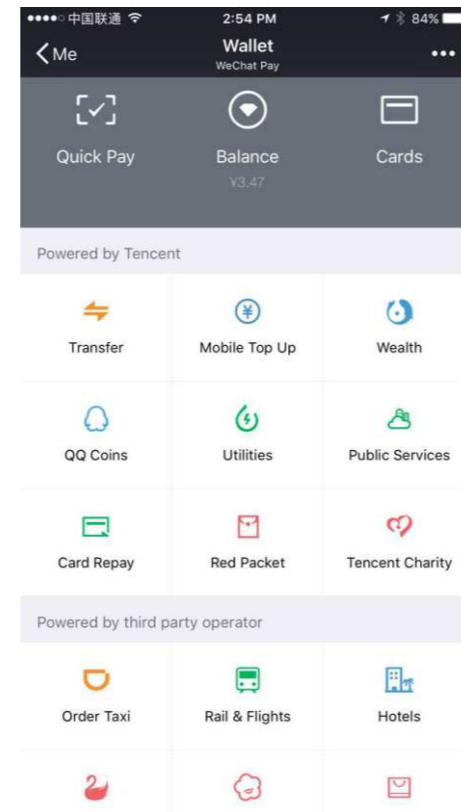 中国联通 2:54 PM 84%
Me Wallet
WeChat Pay
Quick Pay Balance Cards
¥3.47
Powered by Tencent
Transfer Mobile Top Up Wealth
QQ Coins Utilities Public Services
Card Repay Red Packet Tencent Charity
Powered by third party operator
Order Taxi Rail & Flights Hotels